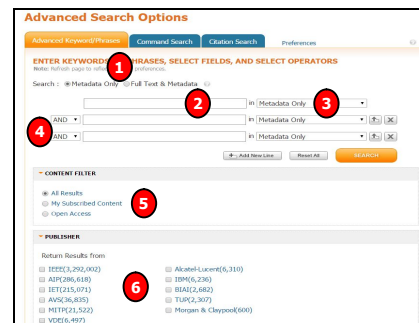 Advanced Search Options
Advanced Keyword/Phrases Command Search Citation Search Preferences
ENTER KEYWORDS PHRASES, SELECT FIELDS, AND SELECT OPERATORS
Note: Refresh page to refle preferences.
1
Search : Metadata Only Full Text & Metadata
2 in Metadata Only 3
4 AND in Metadata Only
AND in Metadata Only
+ Add New Line Reset All SEARCH
CONTENT FILTER
All Results
My Subscribed Content
Open Access
5
PUBLISHER
Return Results from
IEEE(3,292,002) Alcatel-Lucent(6,310)
AIP(286,618) IBM(6,236)
IET(215,071) BIAI(2,682)
6
AVS(36,835) TUP(2,307)
MITP(21,522) Morgan & Claypool(600)
VDE(6,497)